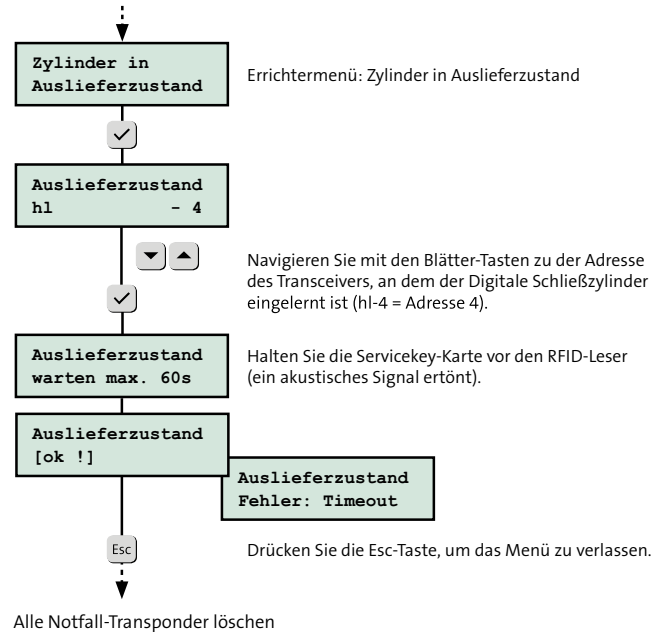 Zylinder in
Auslieferzustand
Errichtermenü: Zylinder in Auslieferzustand
Auslieferzustand
hl - 4
Navigieren Sie mit den Blätter-Tasten zu der Adresse
des Transceivers, an dem der Digitale Schließzylinder
eingelernt ist (hl-4 = Adresse 4).
Auslieferzustand
warten max. 60s
Halten Sie die Servicekey-Karte vor den RFID-Leser
(ein akustisches Signal ertönt).
Auslieferzustand
[ok !]
Auslieferzustand
Fehler: Timeout
Esc
Drücken Sie die Esc-Taste, um das Menü zu verlassen.
Alle Notfall-Transponder löschen